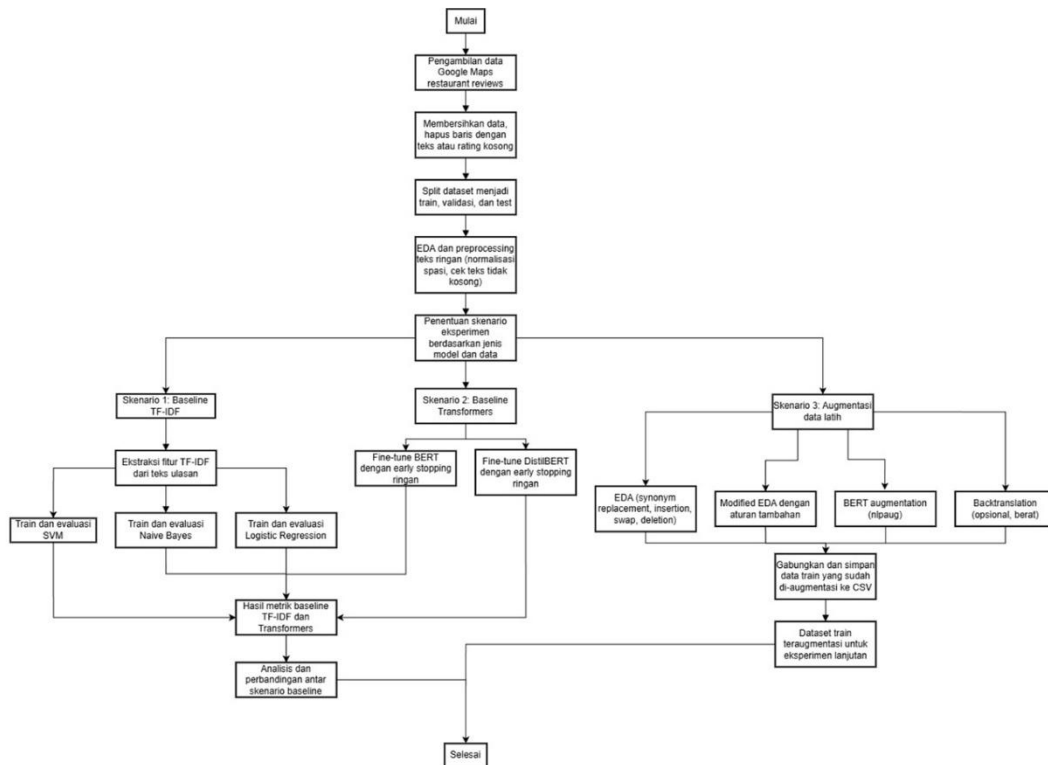 Mulai
Pengambilan data
Google Maps
restaurant reviews
Membersihkan data,
hapus baris dengan
teks atau rating kosong
Split dataset menjadi
train, validasi, dan test
EDA dan preprocessing
teks ringan (normalisasi
spasi, cek teks tidak
kosong)
Penentuan skenario
eksperimen
berdasarkan jenis
model dan data
Skenario 1: Baseline
TF-IDF
Skenario 2: Baseline
Transformers
Skenario 3: Augmentasi
data latih
Ekstraksi fitur TF-IDF
dari teks ulasan
Fine-tune BERT
dengan early stopping
ringan
Fine-tune DistilBERT
dengan early stopping
ringan
EDA (synonym
replacement, insertion,
swap, deletion)
Modified EDA dengan
aturan tambahan
BERT augmentation
(nlpaug)
Backtranslation
(opsional, berat)
Train dan evaluasi
SVM
Train dan evaluasi
Naive Bayes
Train dan evaluasi
Logistic Regression
Gabungkan dan simpan
data train yang sudah
di-augmentasi ke CSV
Hasil metrik baseline
TF-IDF dan
Transformers
Dataset train
teraugmentasi untuk
eksperimen lanjutan
Analisis dan
perbandingan antar
skenario baseline
Selesai